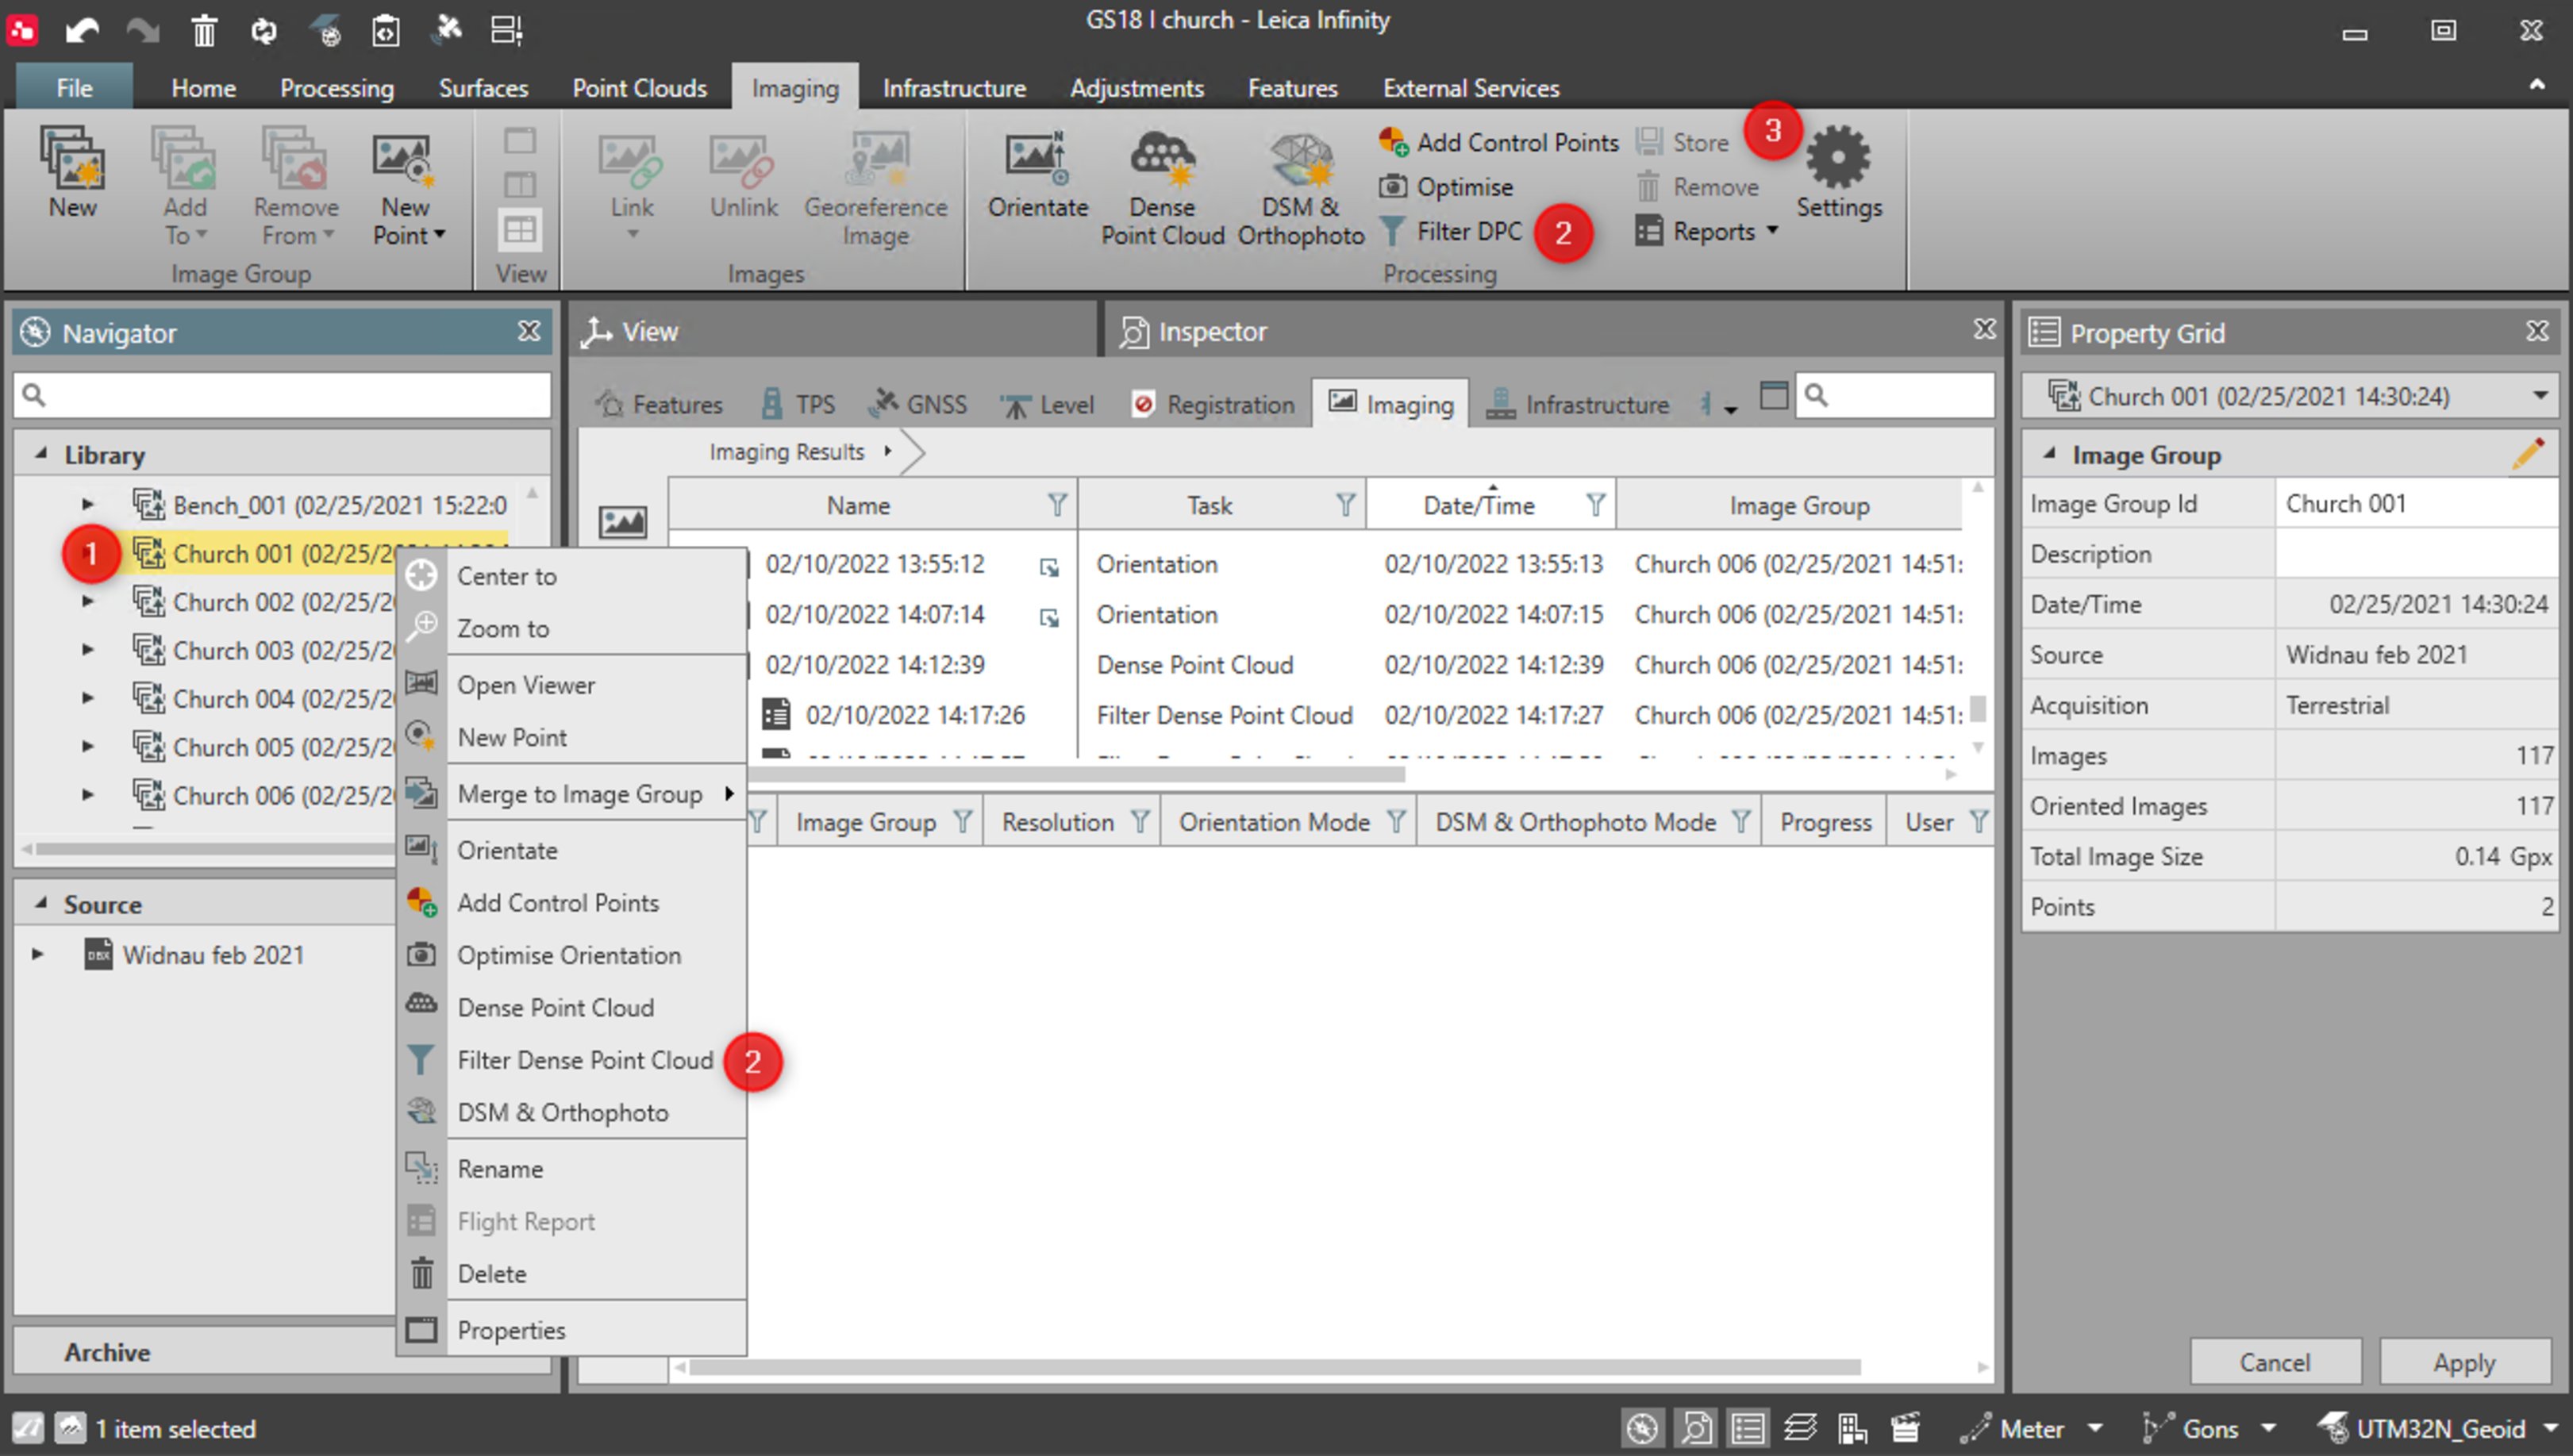 GS18 I church - Leica Infinity
File Home Processing Surfaces Point Clouds Imaging Infrastructure Adjustments Features External Services
New
Add To
Remove From
New Point
Image Group
View
Link
Unlink
Georeference Image
Images
Orientate
Dense Point Cloud
DSM & Orthophoto
Add Control Points
Optimise
Filter DPC
2
Store
3
Remove
Reports
Settings
Processing
Navigator
Library
Bench_001 (02/25/2021 15:22:0
1
Church 001 (02/25/20
Church 002 (02/25/2
Church 003 (02/25/2
Church 004 (02/25/2
Church 005 (02/25/2
Church 006 (02/25/2
Source
DBX Widnau feb 2021
Archive
Center to
Zoom to
Open Viewer
New Point
Merge to Image Group
Orientate
Add Control Points
Optimise Orientation
Dense Point Cloud
Filter Dense Point Cloud
2
DSM & Orthophoto
Rename
Flight Report
Delete
Properties
View
Inspector
Features TPS GNSS Level Registration Imaging Infrastructure
Imaging Results
Name Task Date/Time Image Group
02/10/2022 13:55:12 Orientation 02/10/2022 13:55:13 Church 006 (02/25/2021 14:51:
02/10/2022 14:07:14 Orientation 02/10/2022 14:07:15 Church 006 (02/25/2021 14:51:
02/10/2022 14:12:39 Dense Point Cloud 02/10/2022 14:12:39 Church 006 (02/25/2021 14:51:
02/10/2022 14:17:26 Filter Dense Point Cloud 02/10/2022 14:17:27 Church 006 (02/25/2021 14:51:
Image Group Resolution Orientation Mode DSM & Orthophoto Mode Progress User
Property Grid
Church 001 (02/25/2021 14:30:24)
Image Group
Image Group Id Church 001
Description
Date/Time 02/25/2021 14:30:24
Source Widnau feb 2021
Acquisition Terrestrial
Images 117
Oriented Images 117
Total Image Size 0.14 Gpx
Points 2
Cancel Apply
1 item selected
Meter Gons UTM32N_Geoid